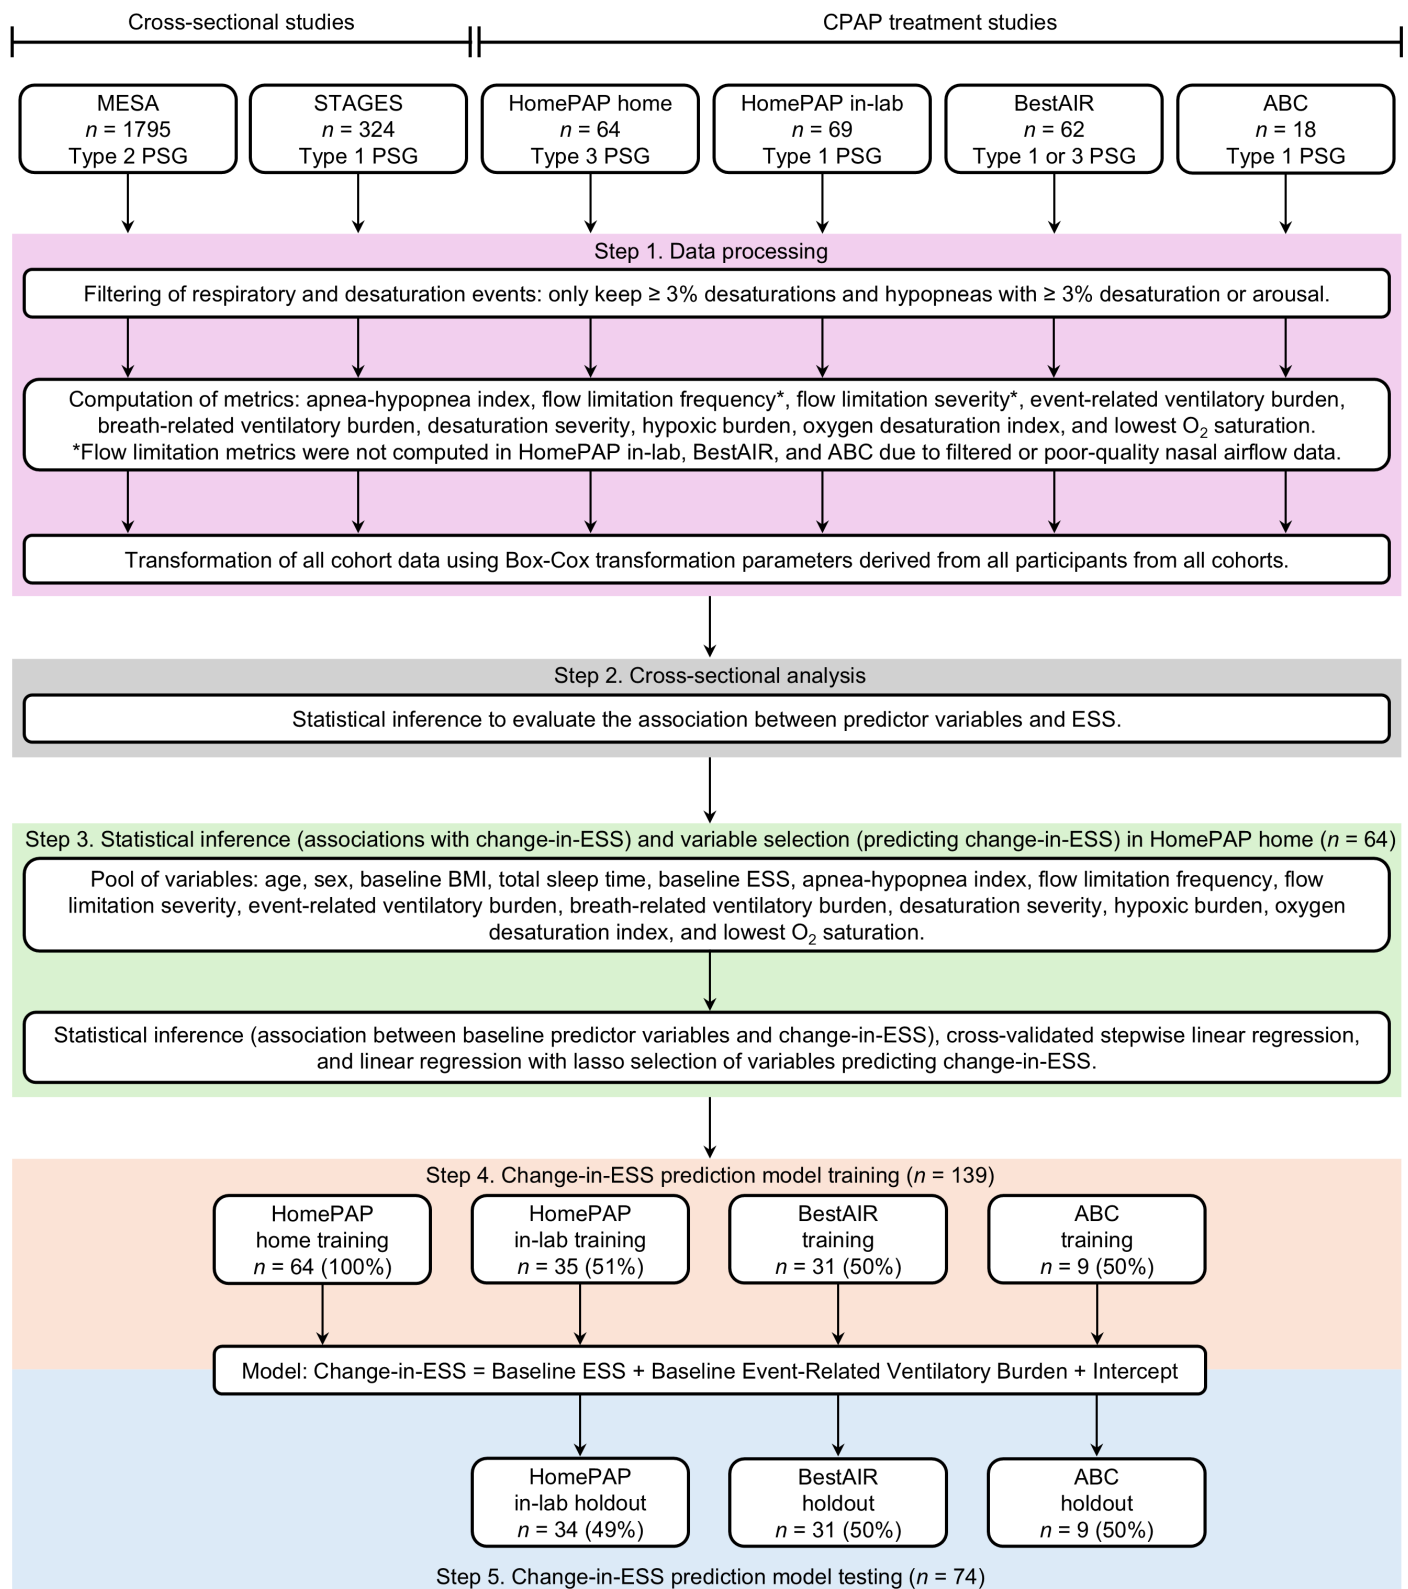 Cross-sectional studies
CPAP treatment studies
MESA
n = 1795
Type 2 PSG
STAGES
n = 324
Type 1 PSG
HomePAP home
n = 64
Type 3 PSG
HomePAP in-lab
n = 69
Type 1 PSG
BestAIR
n = 62
Type 1 or 3 PSG
ABC
n = 18
Type 1 PSG
Step 1. Data processing
Filtering of respiratory and desaturation events: only keep ≥ 3% desaturations and hypopneas with ≥ 3% desaturation or arousal.
Computation of metrics: apnea-hypopnea index, flow limitation frequency*, flow limitation severity*, event-related ventilatory burden,
breath-related ventilatory burden, desaturation severity, hypoxic burden, oxygen desaturation index, and lowest O₂ saturation.
*Flow limitation metrics were not computed in HomePAP in-lab, BestAIR, and ABC due to filtered or poor-quality nasal airflow data.
Transformation of all cohort data using Box-Cox transformation parameters derived from all participants from all cohorts.
Step 2. Cross-sectional analysis
Statistical inference to evaluate the association between predictor variables and ESS.
Step 3. Statistical inference (associations with change-in-ESS) and variable selection (predicting change-in-ESS) in HomePAP home (n = 64)
Pool of variables: age, sex, baseline BMI, total sleep time, baseline ESS, apnea-hypopnea index, flow limitation frequency, flow
limitation severity, event-related ventilatory burden, breath-related ventilatory burden, desaturation severity, hypoxic burden, oxygen
desaturation index, and lowest O₂ saturation.
Statistical inference (association between baseline predictor variables and change-in-ESS), cross-validated stepwise linear regression,
and linear regression with lasso selection of variables predicting change-in-ESS.
Step 4. Change-in-ESS prediction model training (n = 139)
HomePAP
home training
n = 64 (100%)
HomePAP
in-lab training
n = 35 (51%)
BestAIR
training
n = 31 (50%)
ABC
training
n = 9 (50%)
Model: Change-in-ESS = Baseline ESS + Baseline Event-Related Ventilatory Burden + Intercept
HomePAP
in-lab holdout
n = 34 (49%)
BestAIR
holdout
n = 31 (50%)
ABC
holdout
n = 9 (50%)
Step 5. Change-in-ESS prediction model testing (n = 74)